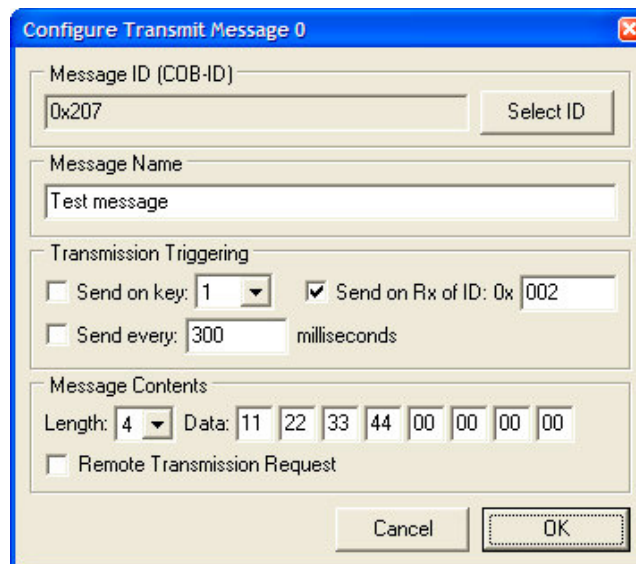 Configure Transmit Message 0
Message ID (COB-ID)
0x207 Select ID
Message Name
Test message
Transmission Triggering
Send on key: 1 Send on Rx of ID: 0x 002
Send every: 300 milliseconds
Message Contents
Length: 4 Data: 11 22 33 44 00 00 00 00
Remote Transmission Request
Cancel OK